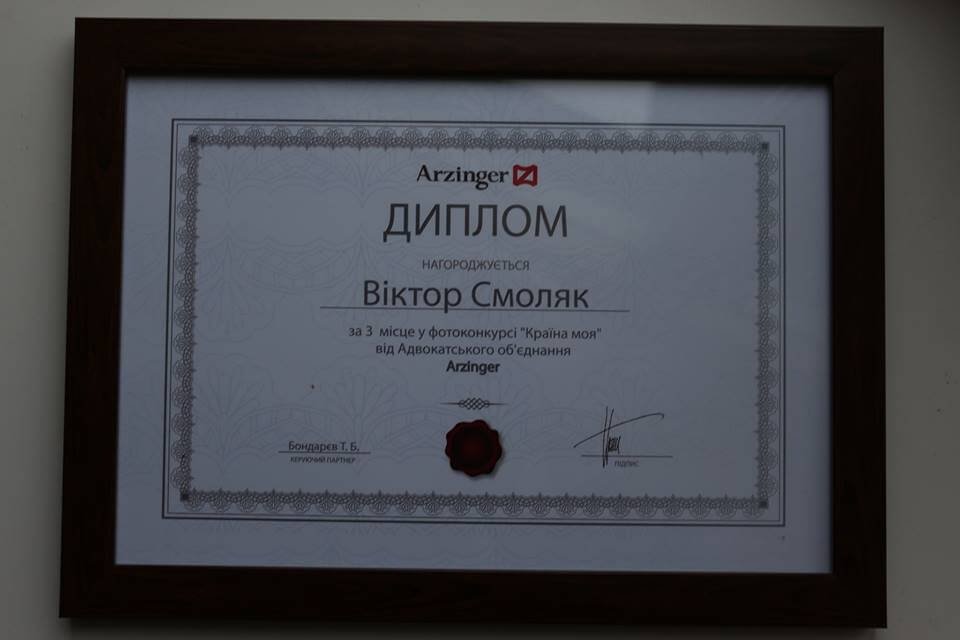 Arzinger
ДИПЛОМ
НАГОРОДЖУЄТЬСЯ
Віктор Смоляк
за 3 місце у фотоконкурсі "Країна моя"
від Адвокатського об'єднання
Arzinger
Бондарєв Т. Б.
КЕРУЮЧИЙ ПАРТНЕР
ПІДПИС